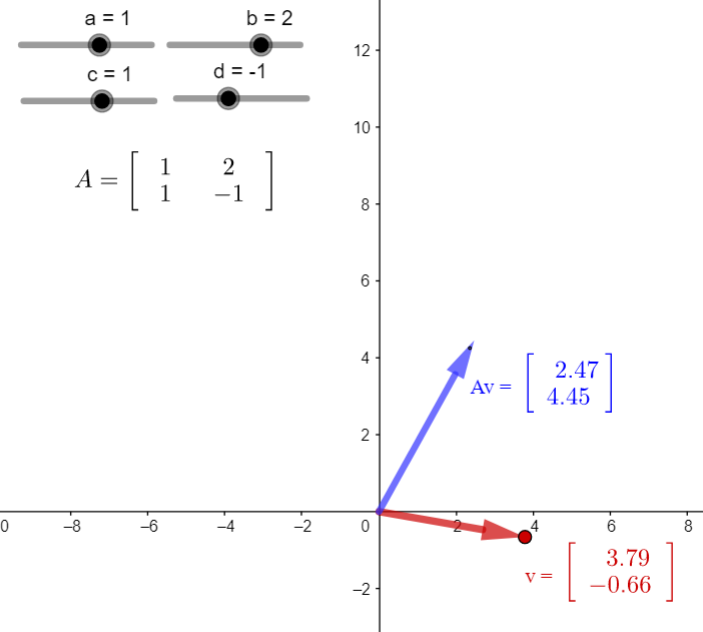 a = 1
b = 2
c = 1
d = -1
A = [ 1 2
1 −1 ]
12
10
8
6
4
2
Av = [ 2.47
4.45 ]
0 −8 −6 −4 −2 0 2 4 6 8
v = [ 3.79
−0.66 ]
−2